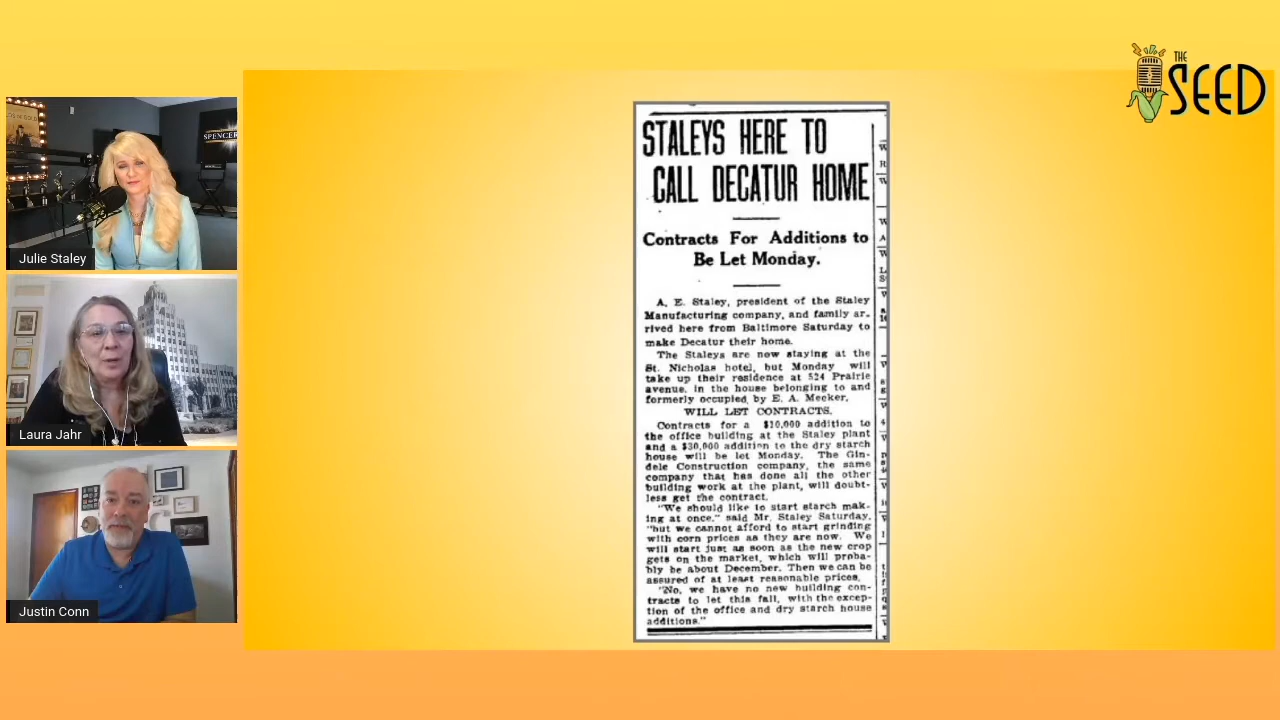 THE
SEED
SPENCER
Julie Staley
Laura Jahr
Justin Conn
STALEYS HERE TO
CALL DECATUR HOME
Contracts For Additions to
Be Let Monday.
A. E. Staley, president of the Staley
Manufacturing company, and family ar-
rived here from Baltimore Saturday to
make Decatur their home.
The Staleys are now staying at the
St. Nicholas hotel, but Monday will
take up their residence at 524 Prairie
avenue, in the house belonging to and
formerly occupied, by E. A. Meeker.
WILL LET CONTRACTS.
Contracts for a $10,000 addition to
the office building at the Staley plant
and a $30,000 addition to the dry starch
house will be let Monday. The Gin-
dele Construction company, the same
company that has done all the other
building work at the plant, will doubt-
less get the contract.
"We should like to start starch mak-
ing at once," said Mr. Staley Saturday,
"but we cannot afford to start grinding
with corn prices as they are now. We
will start just as soon as the new crop
gets on the market, which will proba-
bly be about December. Then we can be
assured of at least reasonable prices.
"No, we have no new building con-
tracts to let this fall, with the excep-
tion of the office and dry starch house
additions."